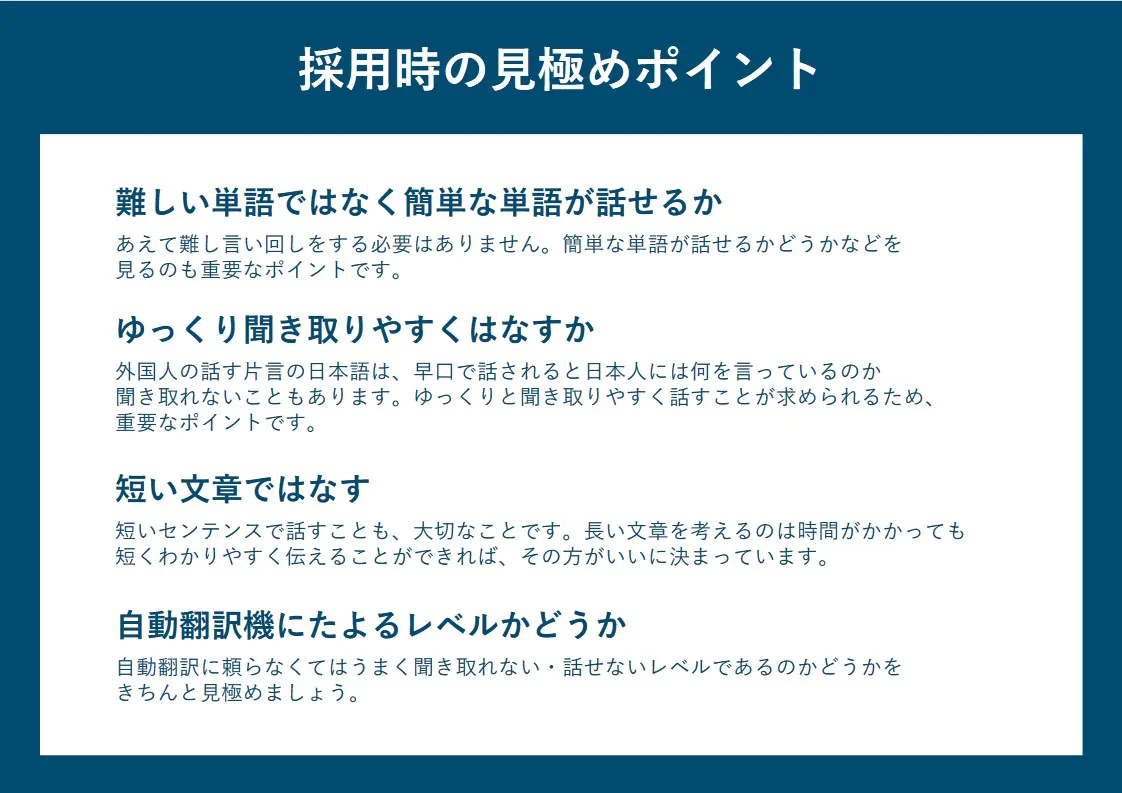 採用時の見極めポイント
難しい単語ではなく簡単な単語が話せるか
あえて難し言い回しをする必要はありません。簡単な単語が話せるかどうかなどを
見るのも重要なポイントです。
ゆっくり聞き取りやすくはなすか
外国人の話す片言の日本語は、早口で話されると日本人には何を言っているのか
聞き取れないこともあります。ゆっくりと聞き取りやすく話すことが求められるため、
重要なポイントです。
短い文章ではなす
短いセンテンスで話すことも、大切なことです。長い文章を考えるのは時間がかかっても
短くわかりやすく伝えることができれば、その方がいいに決まっています。
自動翻訳機にたよるレベルかどうか
自動翻訳に頼らなくてはうまく聞き取れない・話せないレベルであるのかどうかを
きちんと見極めましょう。